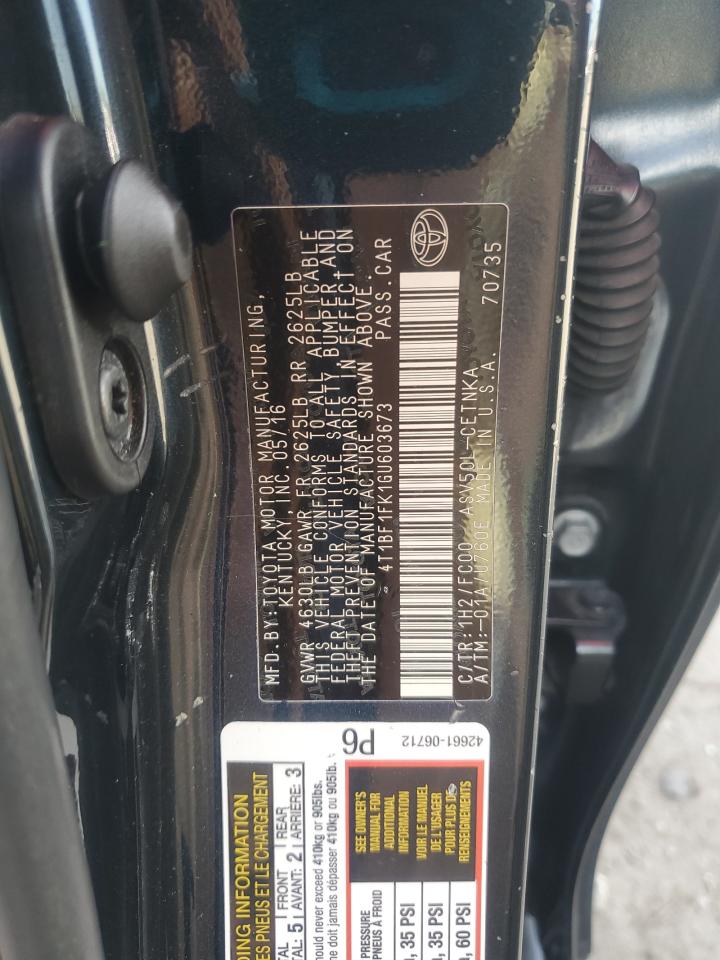 MFD. BY: TOYOTA MOTOR MANUFACTURING,
KENTUCKY, INC. 05/16
GVWR 4630LB GAWR FR 2625LB RR 2625LB
THIS VEHICLE CONFORMS TO ALL APPLICABLE
FEDERAL MOTOR VEHICLE SAFETY, BUMPER, AND
THEFT PREVENTION STANDARDS IN EFFECT ON
THE DATE OF MANUFACTURE SHOWN ABOVE.
4T1BF1FK1GU603673 PASS. CAR
C/TR: 1H2/FC00 ASV50L-CETNKA
A/TM: -01A/U760E MADE IN U.S.A. 70735
INFORMATION
ES PNEUS ET LE CHARGEMENT
5 FRONT 2 REAR 3
AVANT: ARRIÈRE:
should never exceed 410kg or 905lbs.
ne doit jamais dépasser 410kg ou 905lb.
P6
42661-06712
PRESSURE
PNEUS À FROID
35 PSI
35 PSI
60 PSI
SEE OWNER'S
MANUAL FOR
ADDITIONAL
INFORMATION
VOIR LE MANUEL
DE L'USAGER
POUR PLUS DE
RENSEIGNEMENTS